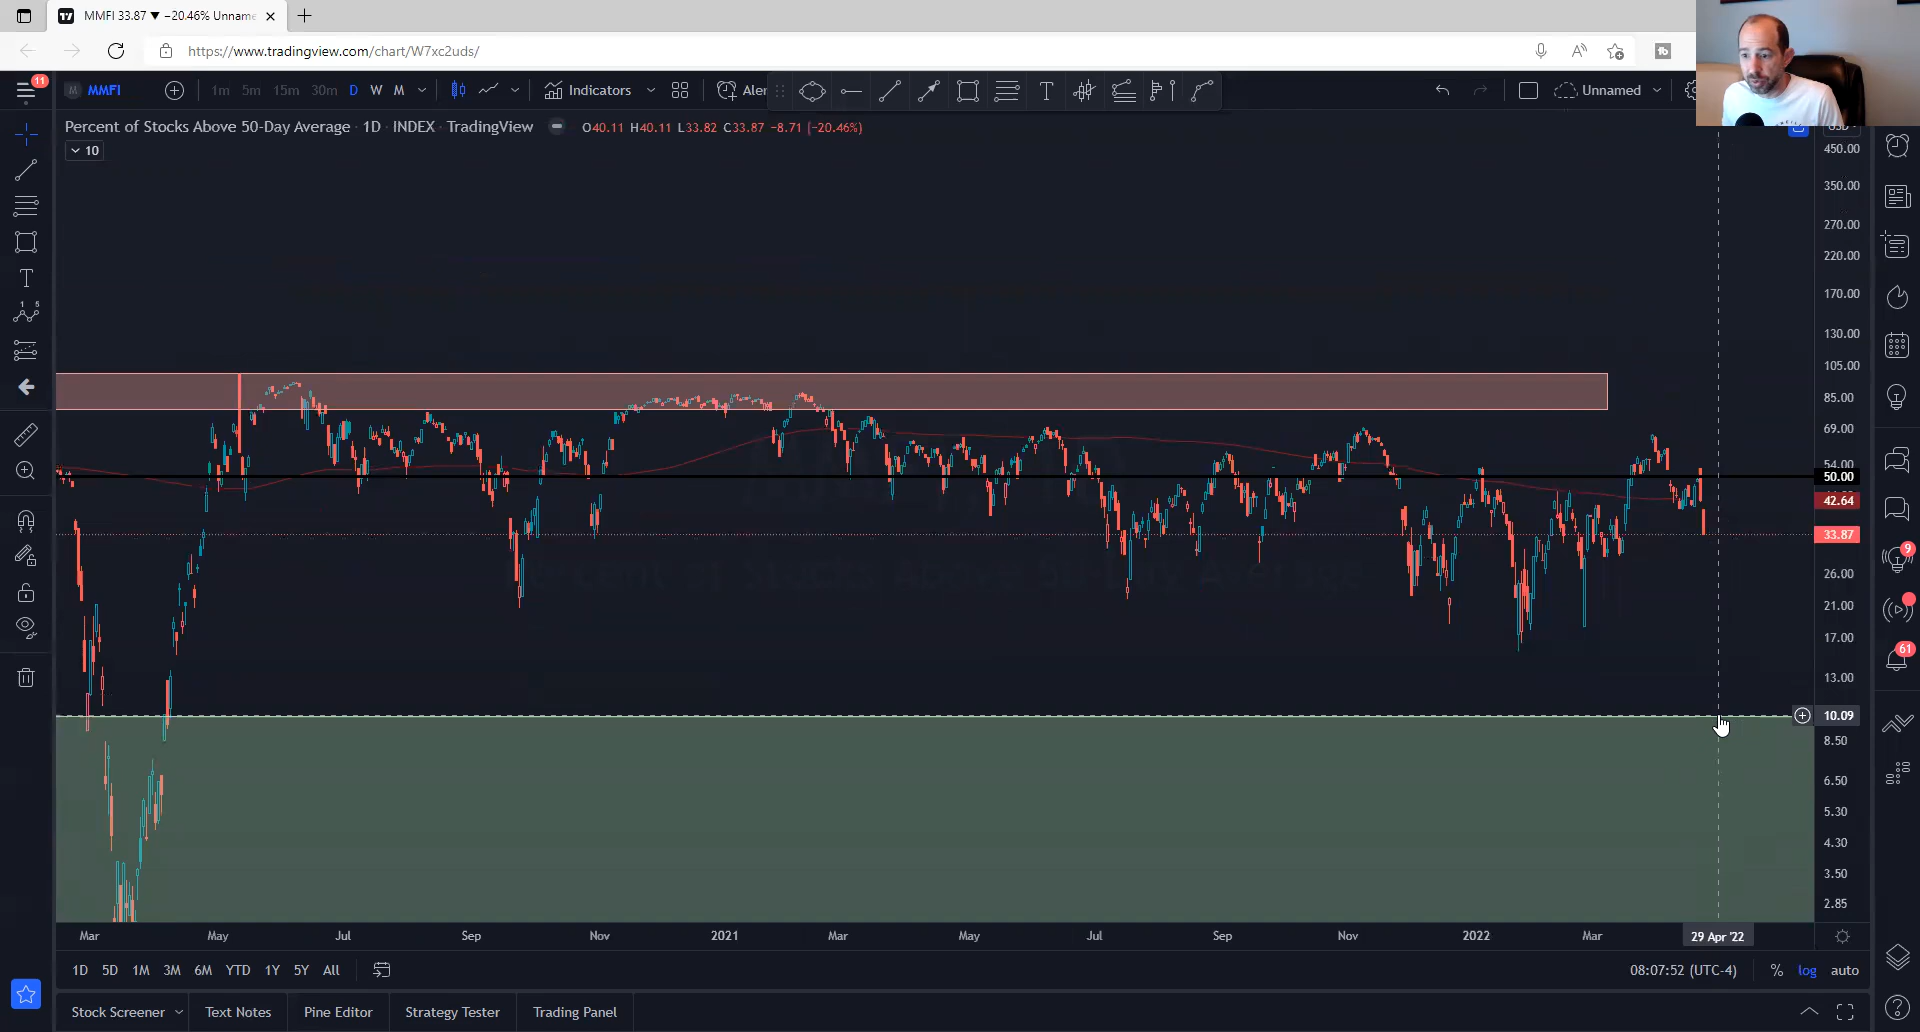 MMFI 33.87 ▼ −20.46% Unname
https://www.tradingview.com/chart/W7xc2uds/
11
MMFI
1m 5m 15m 30m D W M
Indicators
Aler
Unnamed
Percent of Stocks Above 50-Day Average · 1D · INDEX · TradingView
O40.11 H40.11 L33.82 C33.87 −8.71 (−20.46%)
10
450.00
350.00
270.00
220.00
170.00
130.00
105.00
85.00
69.00
54.00
50.00
42.64
33.87
26.00
21.00
17.00
13.00
10.09
8.50
6.50
5.30
4.30
3.50
2.85
9
61
Mar May Jul Sep Nov 2021 Mar May Jul Sep Nov 2022 Mar 29 Apr '22
1D 5D 1M 3M 6M YTD 1Y 5Y All
08:07:52 (UTC-4) % log auto
Stock Screener Text Notes Pine Editor Strategy Tester Trading Panel